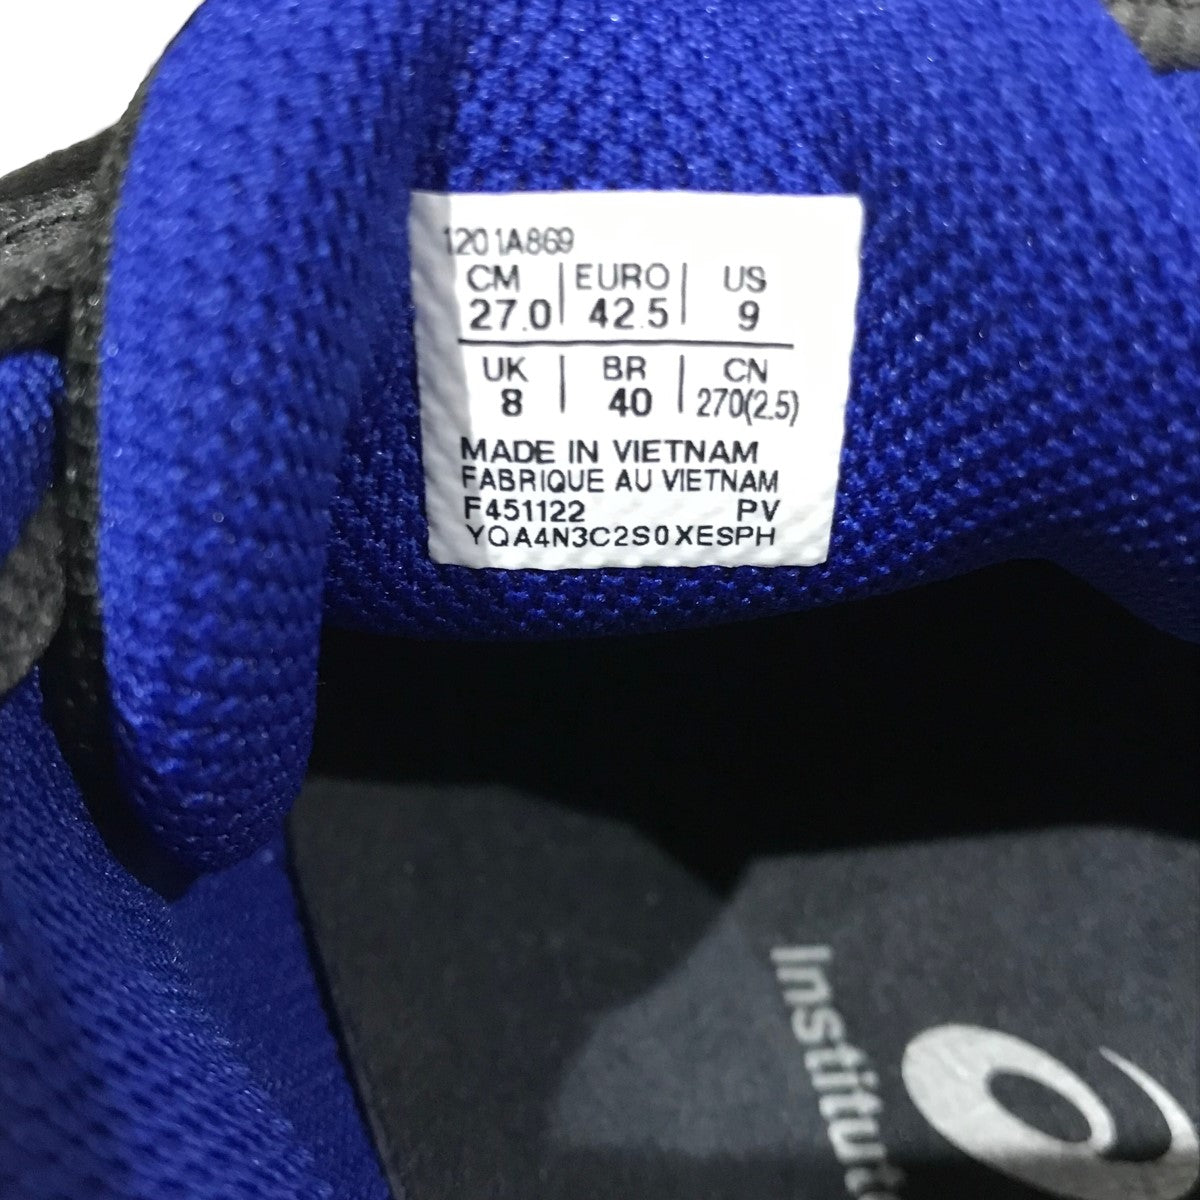 1201A869
CM | EURO | US
27.0 | 42.5 | 9
UK | BR | CN
8 | 40 | 270(2.5)
MADE IN VIETNAM
FABRIQUE AU VIETNAM
F451122 PV
YQA4N3C2S0XESPH